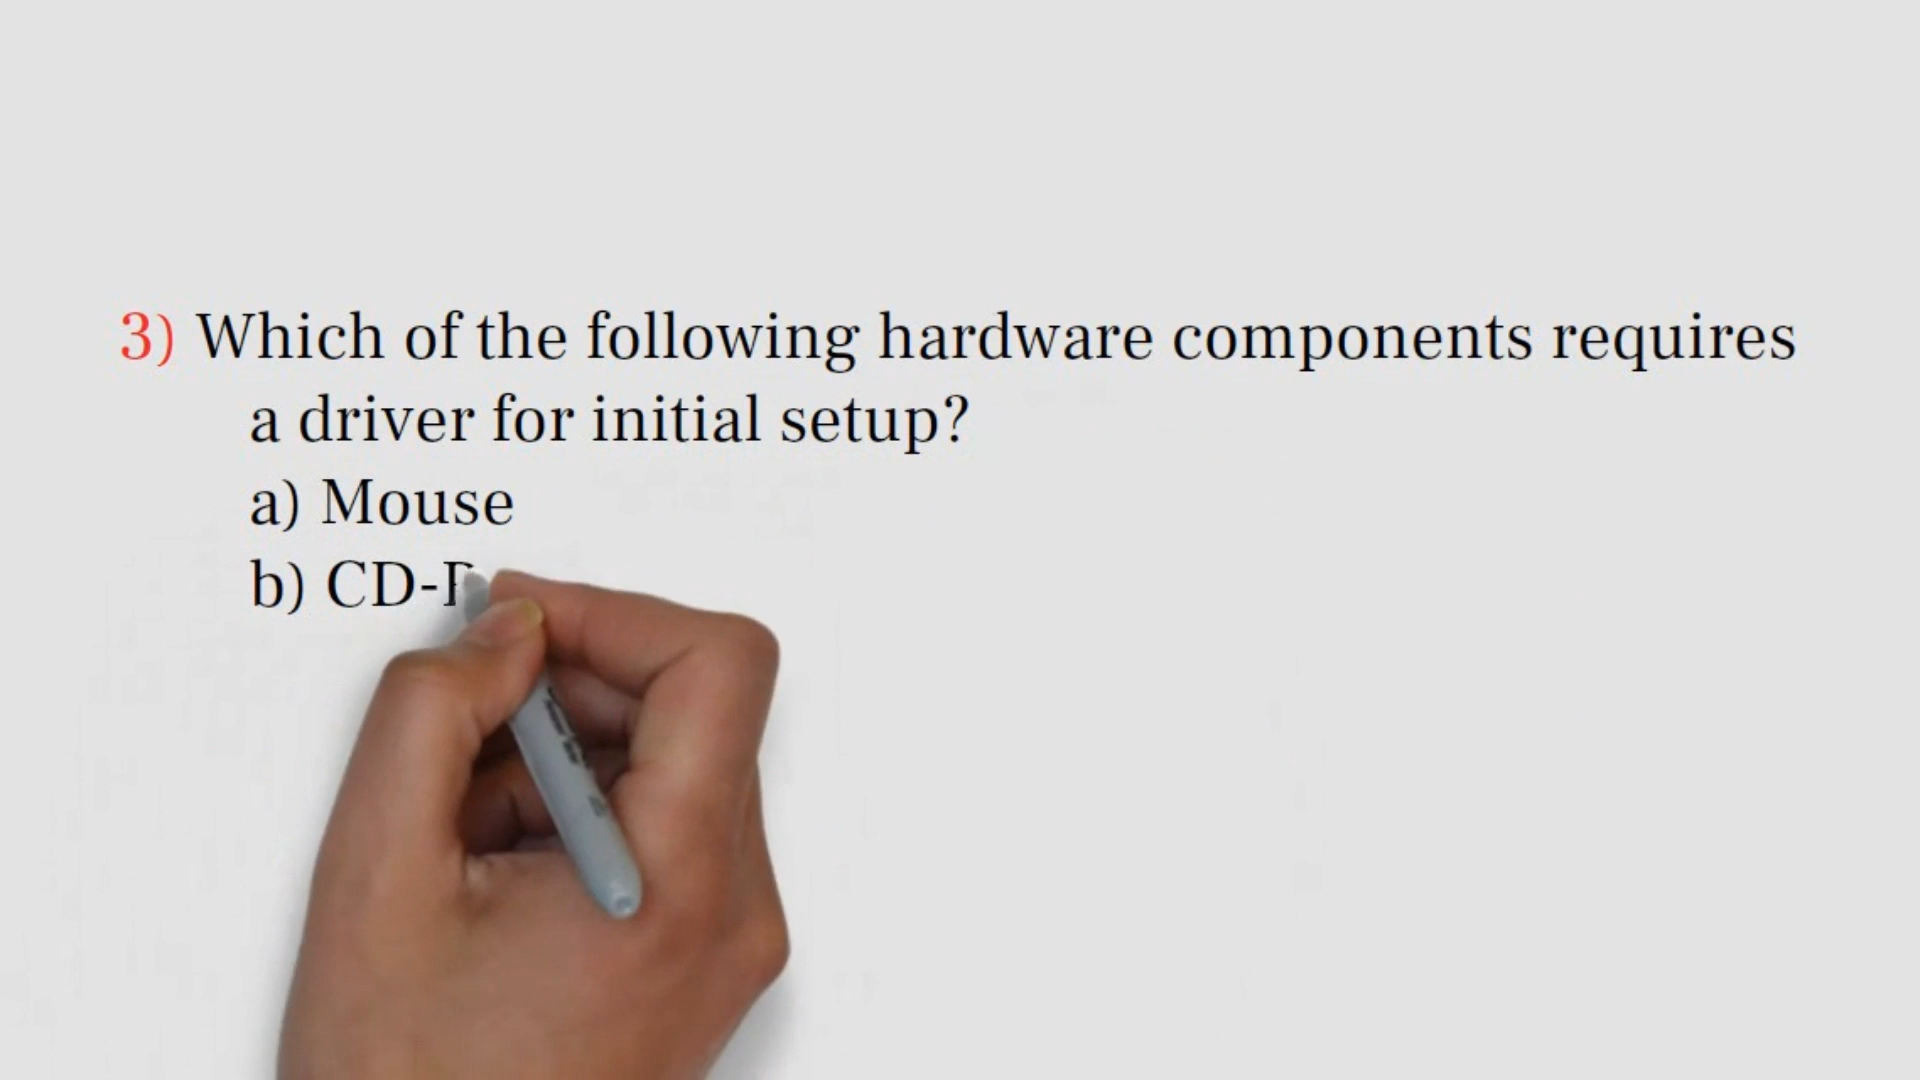 3) Which of the following hardware components requires
a driver for initial setup?
a) Mouse
b) CD-